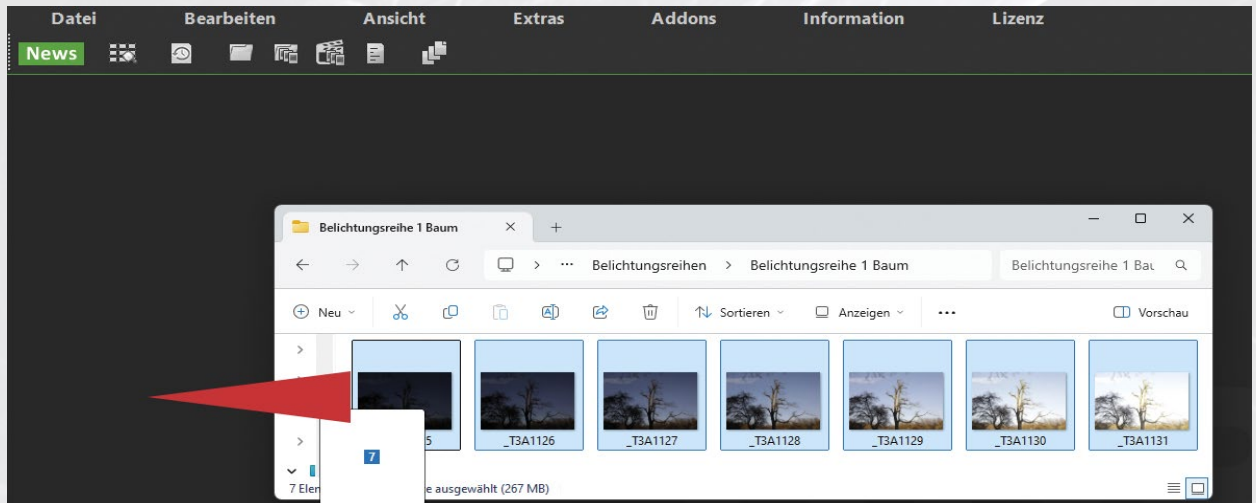 Datei Bearbeiten Ansicht Extras Addons Information Lizenz
News
Belichtungsreihe 1 Baum
Belichtungsreihen > Belichtungsreihe 1 Baum Belichtungsreihe 1 Bau
Neu Sortieren Anzeigen Vorschau
5 _T3A1126 _T3A1127 _T3A1128 _T3A1129 _T3A1130 _T3A1131
7
7 Elen e ausgewählt (267 MB)